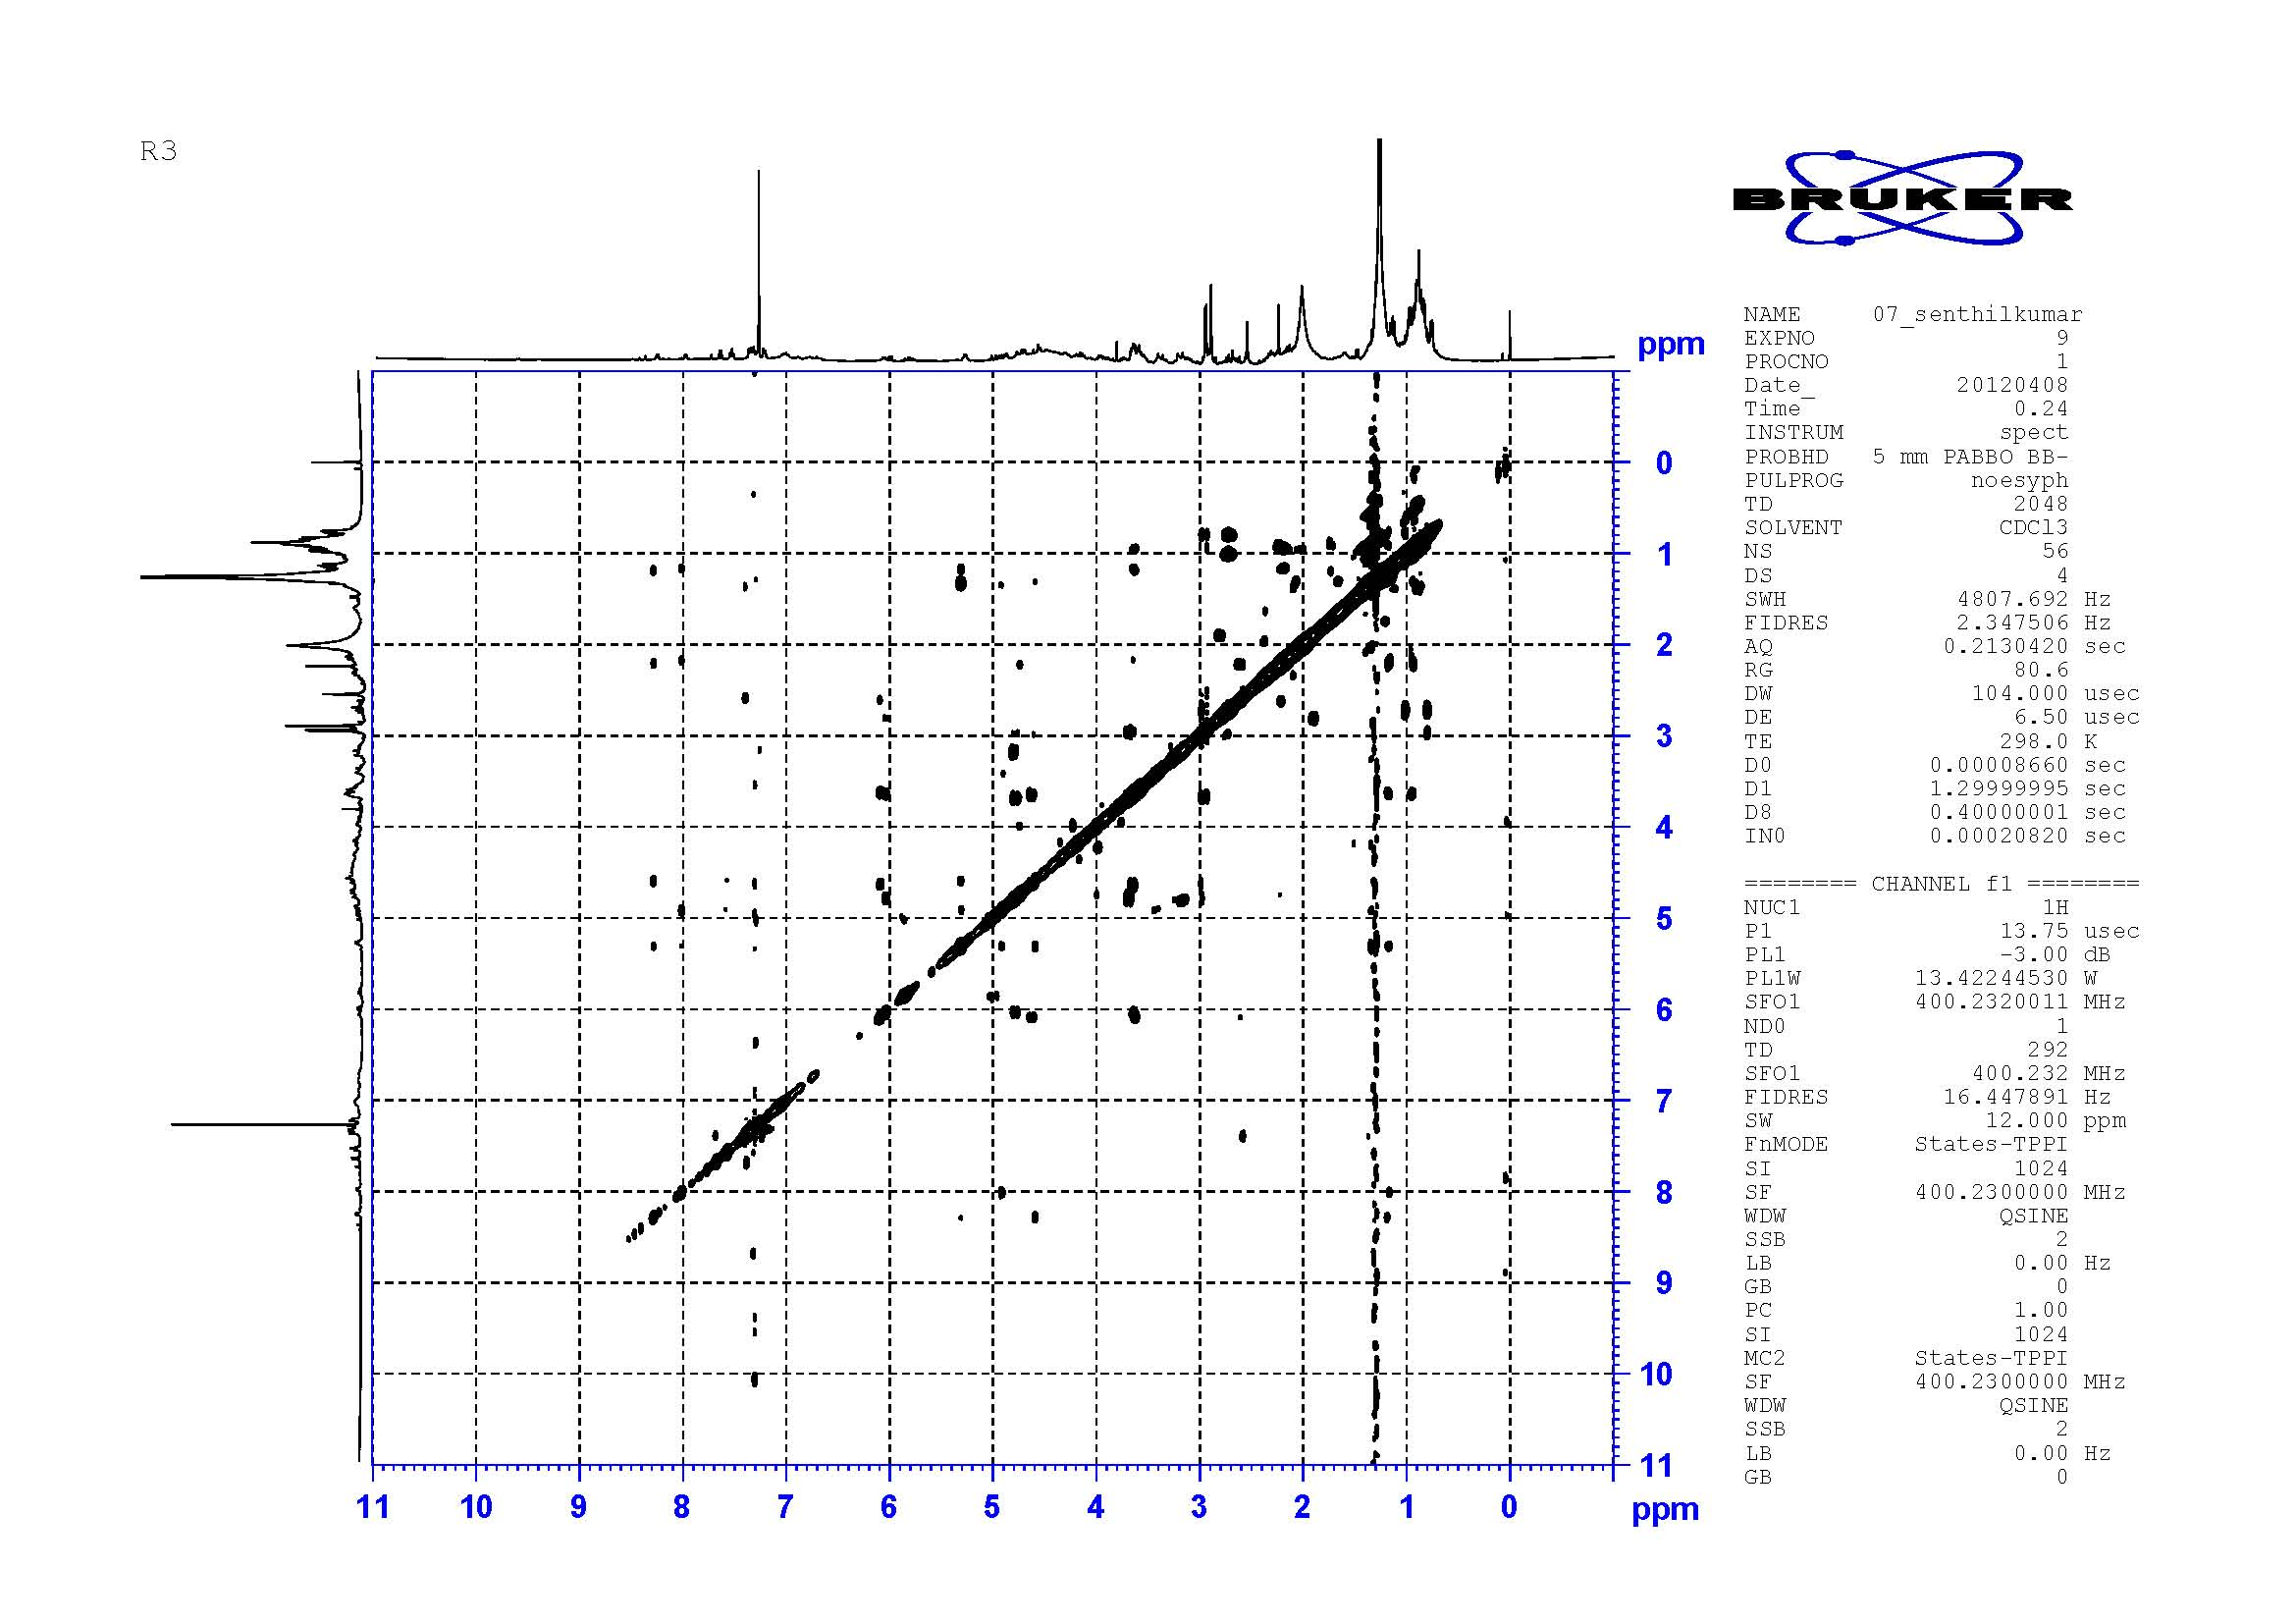 R3
BRUKER
ppm
0
1
2
3
4
5
6
7
8
9
10
11
11 10 9 8 7 6 5 4 3 2 1 0 ppm
NAME 07_senthilkumar
EXPNO 9
PROCNO 1
Date_ 20120408
Time 0.24
INSTRUM spect
PROBHD 5 mm PABBO BB-
PULPROG noesyph
TD 2048
SOLVENT CDCl3
NS 56
DS 4
SWH 4807.692 Hz
FIDRES 2.347506 Hz
AQ 0.2130420 sec
RG 80.6
DW 104.000 usec
DE 6.50 usec
TE 298.0 K
D0 0.00008660 sec
D1 1.29999995 sec
D8 0.40000001 sec
IN0 0.00020820 sec
======== CHANNEL f1 ========
NUC1 1H
P1 13.75 usec
PL1 -3.00 dB
PL1W 13.42244530 W
SFO1 400.2320011 MHz
ND0 1
TD 292
SFO1 400.232 MHz
FIDRES 16.447891 Hz
SW 12.000 ppm
FnMODE States-TPPI
SI 1024
SF 400.2300000 MHz
WDW QSINE
SSB 2
LB 0.00 Hz
GB 0
PC 1.00
SI 1024
MC2 States-TPPI
SF 400.2300000 MHz
WDW QSINE
SSB 2
LB 0.00 Hz
GB 0